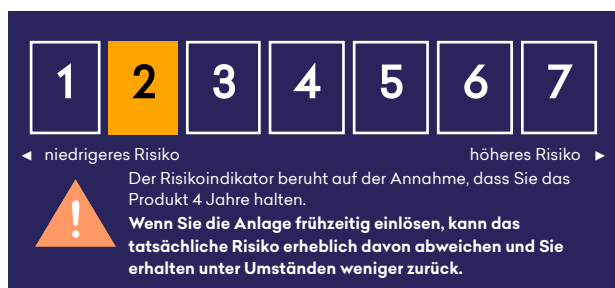 1 2 3 4 5 6 7
◄ niedrigeres Risiko höheres Risiko ►
Der Risikoindikator beruht auf der Annahme, dass Sie das
Produkt 4 Jahre halten.
Wenn Sie die Anlage frühzeitig einlösen, kann das
tatsächliche Risiko erheblich davon abweichen und Sie
erhalten unter Umständen weniger zurück.